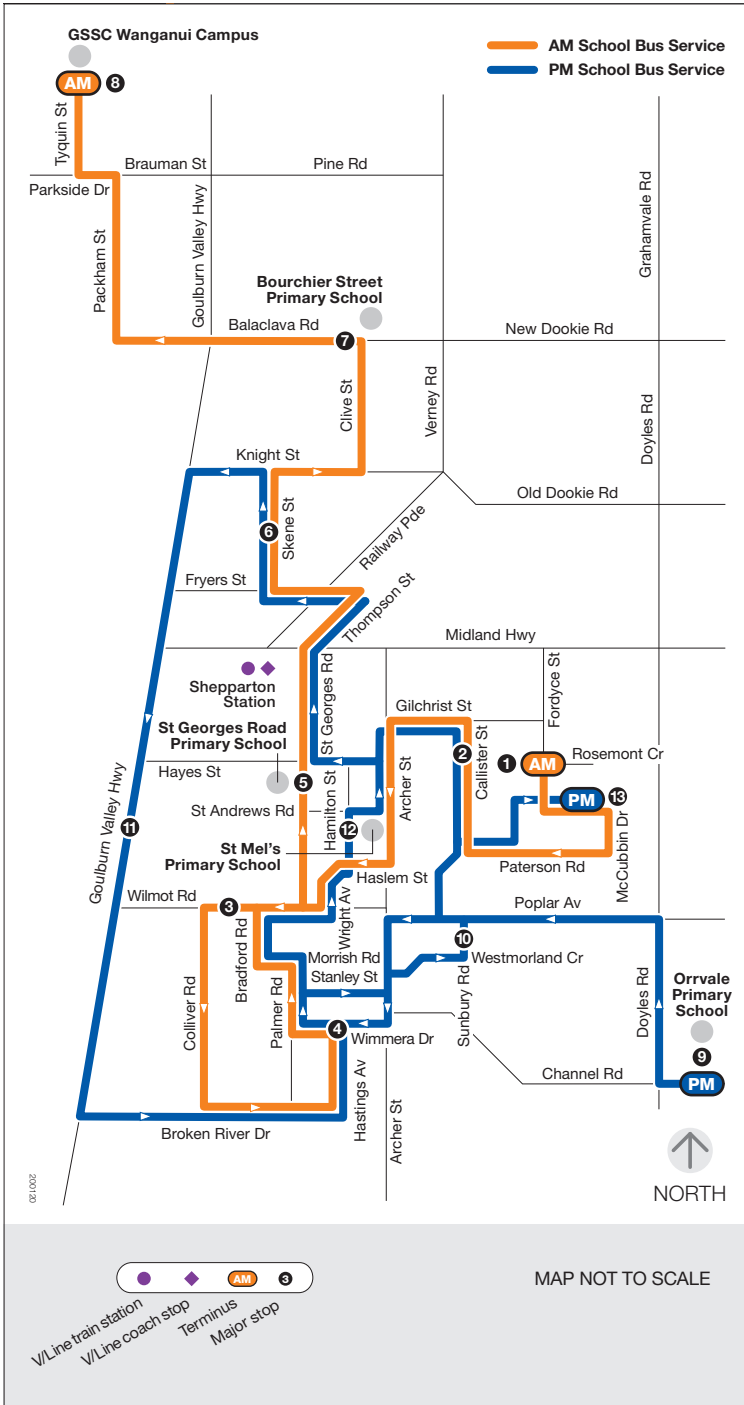 GSSC Wanganui Campus
AM School Bus Service
PM School Bus Service
AM 8
Tyquin St
Brauman St
Pine Rd
Parkside Dr
Goulburn Valley Hwy
Grahamvale Rd
Packham St
Bourchier Street
Primary School
Balaclava Rd
7
New Dookie Rd
Clive St
Verney Rd
Doyles Rd
Knight St
Old Dookie Rd
6
Skene St
Railway Pde
Fryers St
Thompson St
Midland Hwy
Shepparton
Station
St Georges Rd
Fordyce St
Gilchrist St
St Georges Road
Primary School
2
Callister St
1 AM
Rosemont Cr
Hayes St
5
Hamilton St
Archer St
PM 13
St Andrews Rd
McCubbin Dr
Goulburn Valley Hwy
11
12
St Mel's
Primary School
Paterson Rd
Haslem St
Wilmot Rd
3
Wright Av
Poplar Av
Bradford Rd
10
Morrish Rd
Westmorland Cr
Stanley St
Colliver Rd
Palmer Rd
Sunbury Rd
Doyles Rd
Orrvale
Primary
School
4
Wimmera Dr
9
Channel Rd
PM
Hastings Av
Archer St
Broken River Dr
200120
NORTH
AM
3
MAP NOT TO SCALE
V/Line train station
V/Line coach stop
Terminus
Major stop